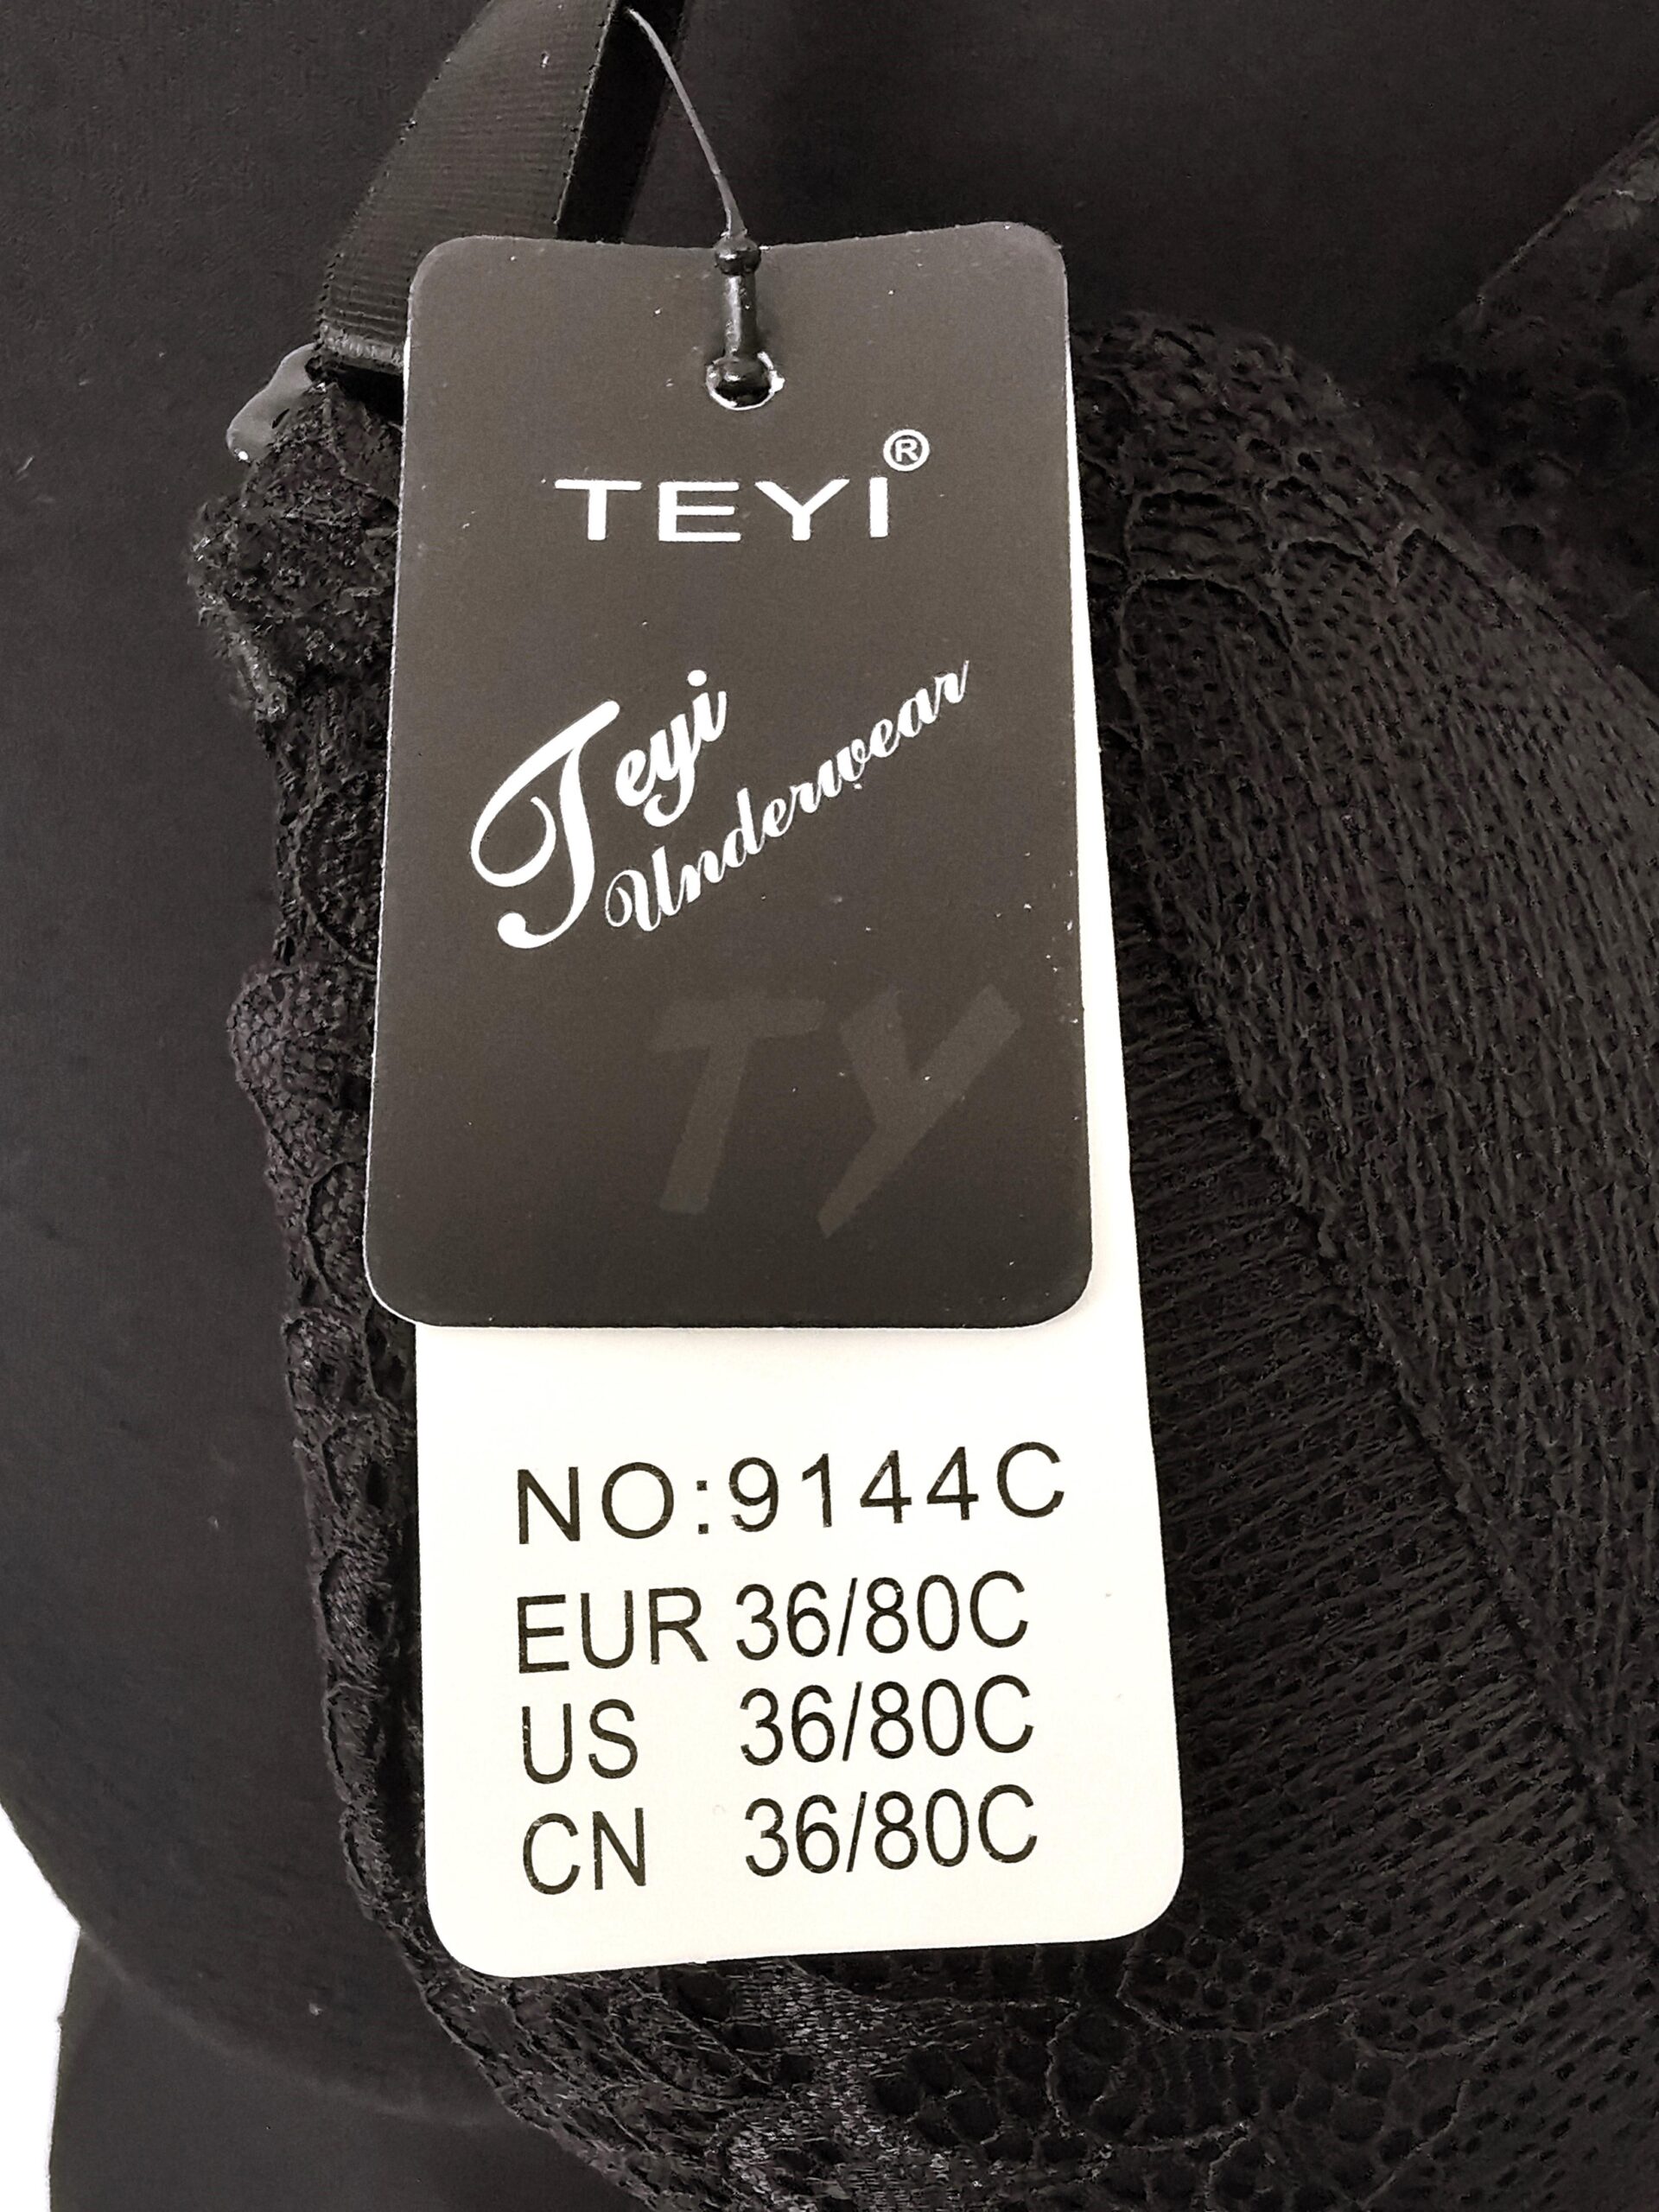 TEYI®
Teyi
Underwear
TY
NO:9144C
EUR 36/80C
US 36/80C
CN 36/80C